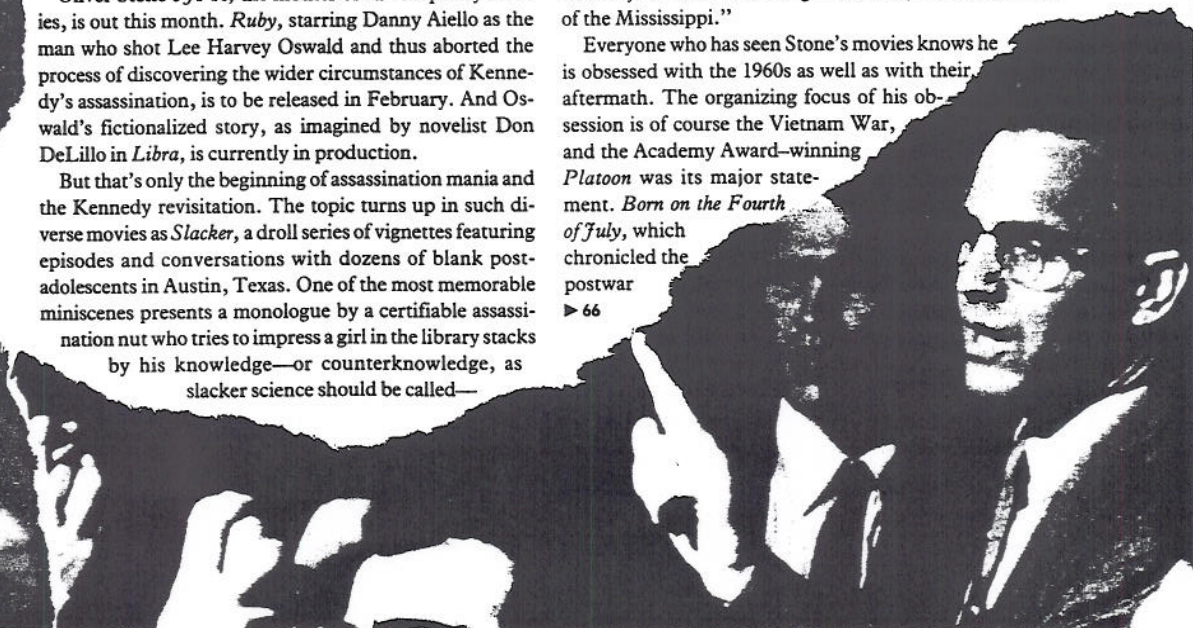 ies, is out this month. Ruby, starring Danny Aiello as the
man who shot Lee Harvey Oswald and thus aborted the
process of discovering the wider circumstances of Kenne-
dy's assassination, is to be released in February. And Os-
wald's fictionalized story, as imagined by novelist Don
DeLillo in Libra, is currently in production.
But that's only the beginning of assassination mania and
the Kennedy revisitation. The topic turns up in such di-
verse movies as Slacker, a droll series of vignettes featuring
episodes and conversations with dozens of blank post-
adolescents in Austin, Texas. One of the most memorable
miniscenes presents a monologue by a certifiable assassi-
nation nut who tries to impress a girl in the library stacks
by his knowledge—or counterknowledge, as
slacker science should be called—
of the Mississippi.”
Everyone who has seen Stone's movies knows he
is obsessed with the 1960s as well as with their
aftermath. The organizing focus of his ob-
session is of course the Vietnam War,
and the Academy Award–winning
Platoon was its major state-
ment. Born on the Fourth
of July, which
chronicled the
postwar
►66